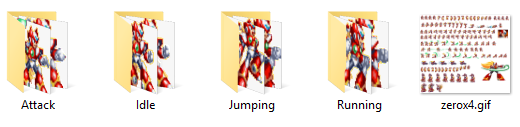 Attack
Idle
Jumping
Running
zerox4.gif